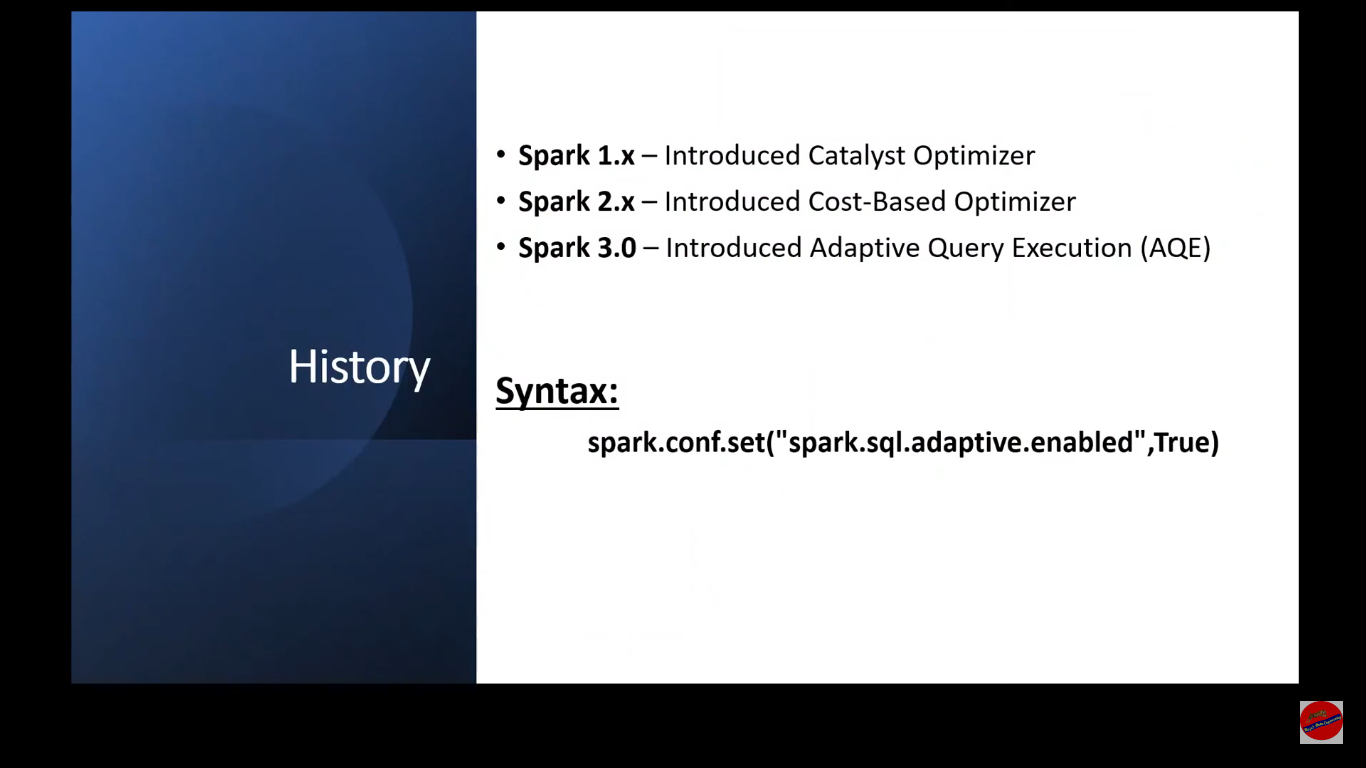 History
• Spark 1.x – Introduced Catalyst Optimizer
• Spark 2.x – Introduced Cost-Based Optimizer
• Spark 3.0 – Introduced Adaptive Query Execution (AQE)
Syntax:
spark.conf.set("spark.sql.adaptive.enabled",True)